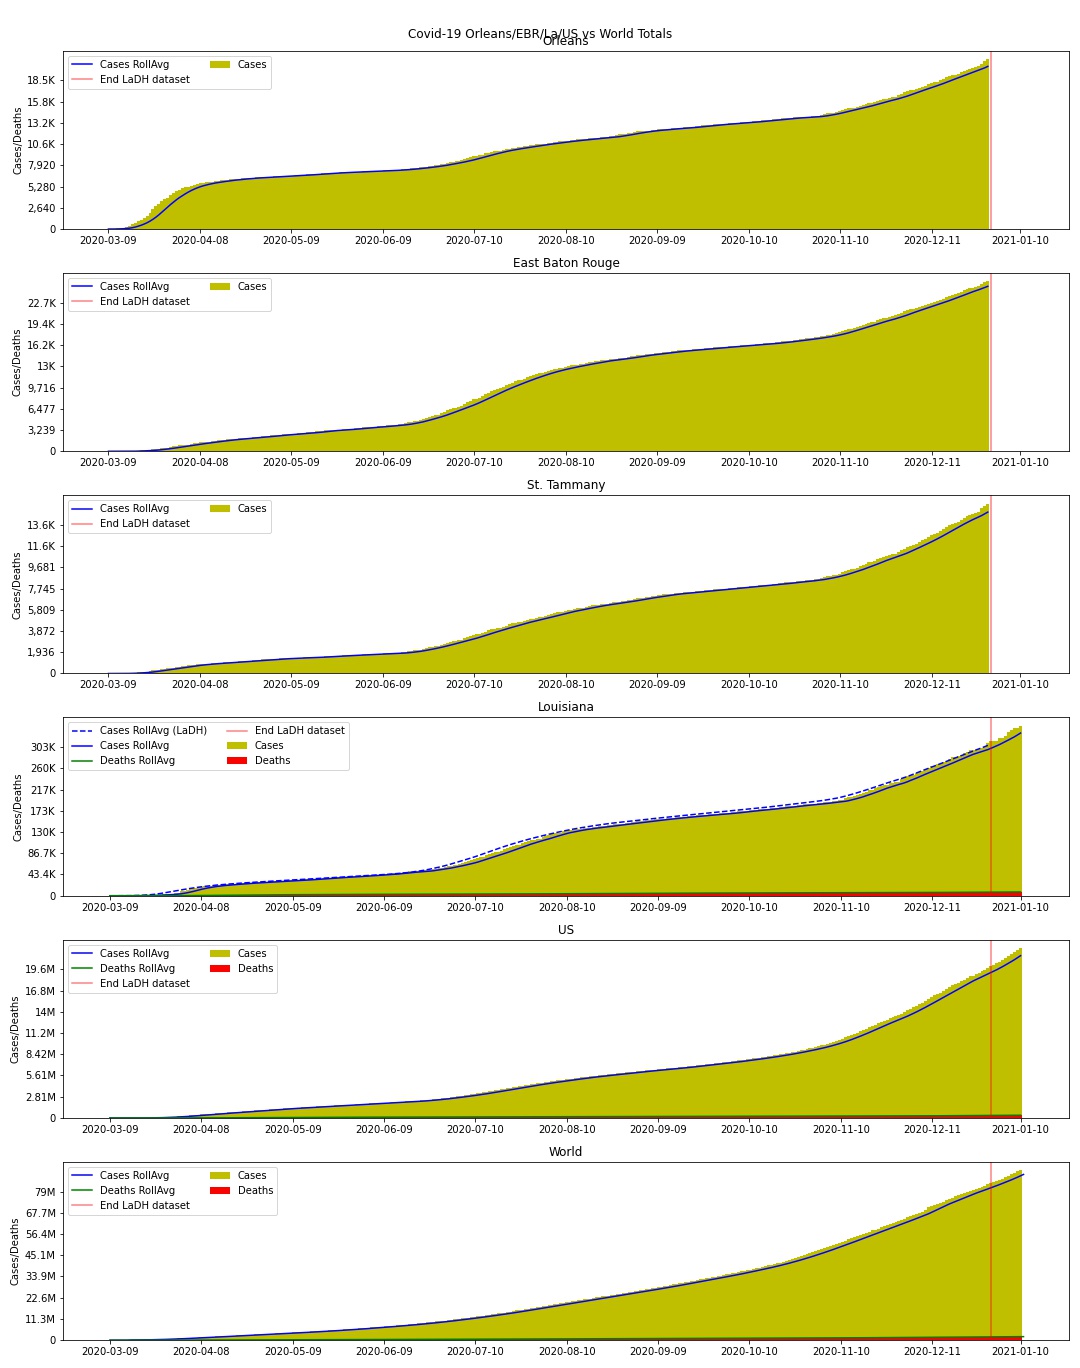 Covid-19 Orleans/EBR/La/US vs World Totals
Orleans
Cases RollAvg
End LaDH dataset
Cases
Cases/Deaths
18.5K
15.8K
13.2K
10.6K
7,920
5,280
2,640
0
2020-03-09 2020-04-08 2020-05-09 2020-06-09 2020-07-10 2020-08-10 2020-09-09 2020-10-10 2020-11-10 2020-12-11 2021-01-10
East Baton Rouge
Cases RollAvg
End LaDH dataset
Cases
Cases/Deaths
22.7K
19.4K
16.2K
13K
9,716
6,477
3,239
0
2020-03-09 2020-04-08 2020-05-09 2020-06-09 2020-07-10 2020-08-10 2020-09-09 2020-10-10 2020-11-10 2020-12-11 2021-01-10
St. Tammany
Cases RollAvg
End LaDH dataset
Cases
Cases/Deaths
13.6K
11.6K
9,681
7,745
5,809
3,872
1,936
0
2020-03-09 2020-04-08 2020-05-09 2020-06-09 2020-07-10 2020-08-10 2020-09-09 2020-10-10 2020-11-10 2020-12-11 2021-01-10
Louisiana
Cases RollAvg (LaDH)
Cases RollAvg
Deaths RollAvg
End LaDH dataset
Cases
Deaths
Cases/Deaths
303K
260K
217K
173K
130K
86.7K
43.4K
0
2020-03-09 2020-04-08 2020-05-09 2020-06-09 2020-07-10 2020-08-10 2020-09-09 2020-10-10 2020-11-10 2020-12-11 2021-01-10
US
Cases RollAvg
Deaths RollAvg
End LaDH dataset
Cases
Deaths
Cases/Deaths
19.6M
16.8M
14M
11.2M
8.42M
5.61M
2.81M
0
2020-03-09 2020-04-08 2020-05-09 2020-06-09 2020-07-10 2020-08-10 2020-09-09 2020-10-10 2020-11-10 2020-12-11 2021-01-10
World
Cases RollAvg
Deaths RollAvg
End LaDH dataset
Cases
Deaths
Cases/Deaths
79M
67.7M
56.4M
45.1M
33.9M
22.6M
11.3M
0
2020-03-09 2020-04-08 2020-05-09 2020-06-09 2020-07-10 2020-08-10 2020-09-09 2020-10-10 2020-11-10 2020-12-11 2021-01-10